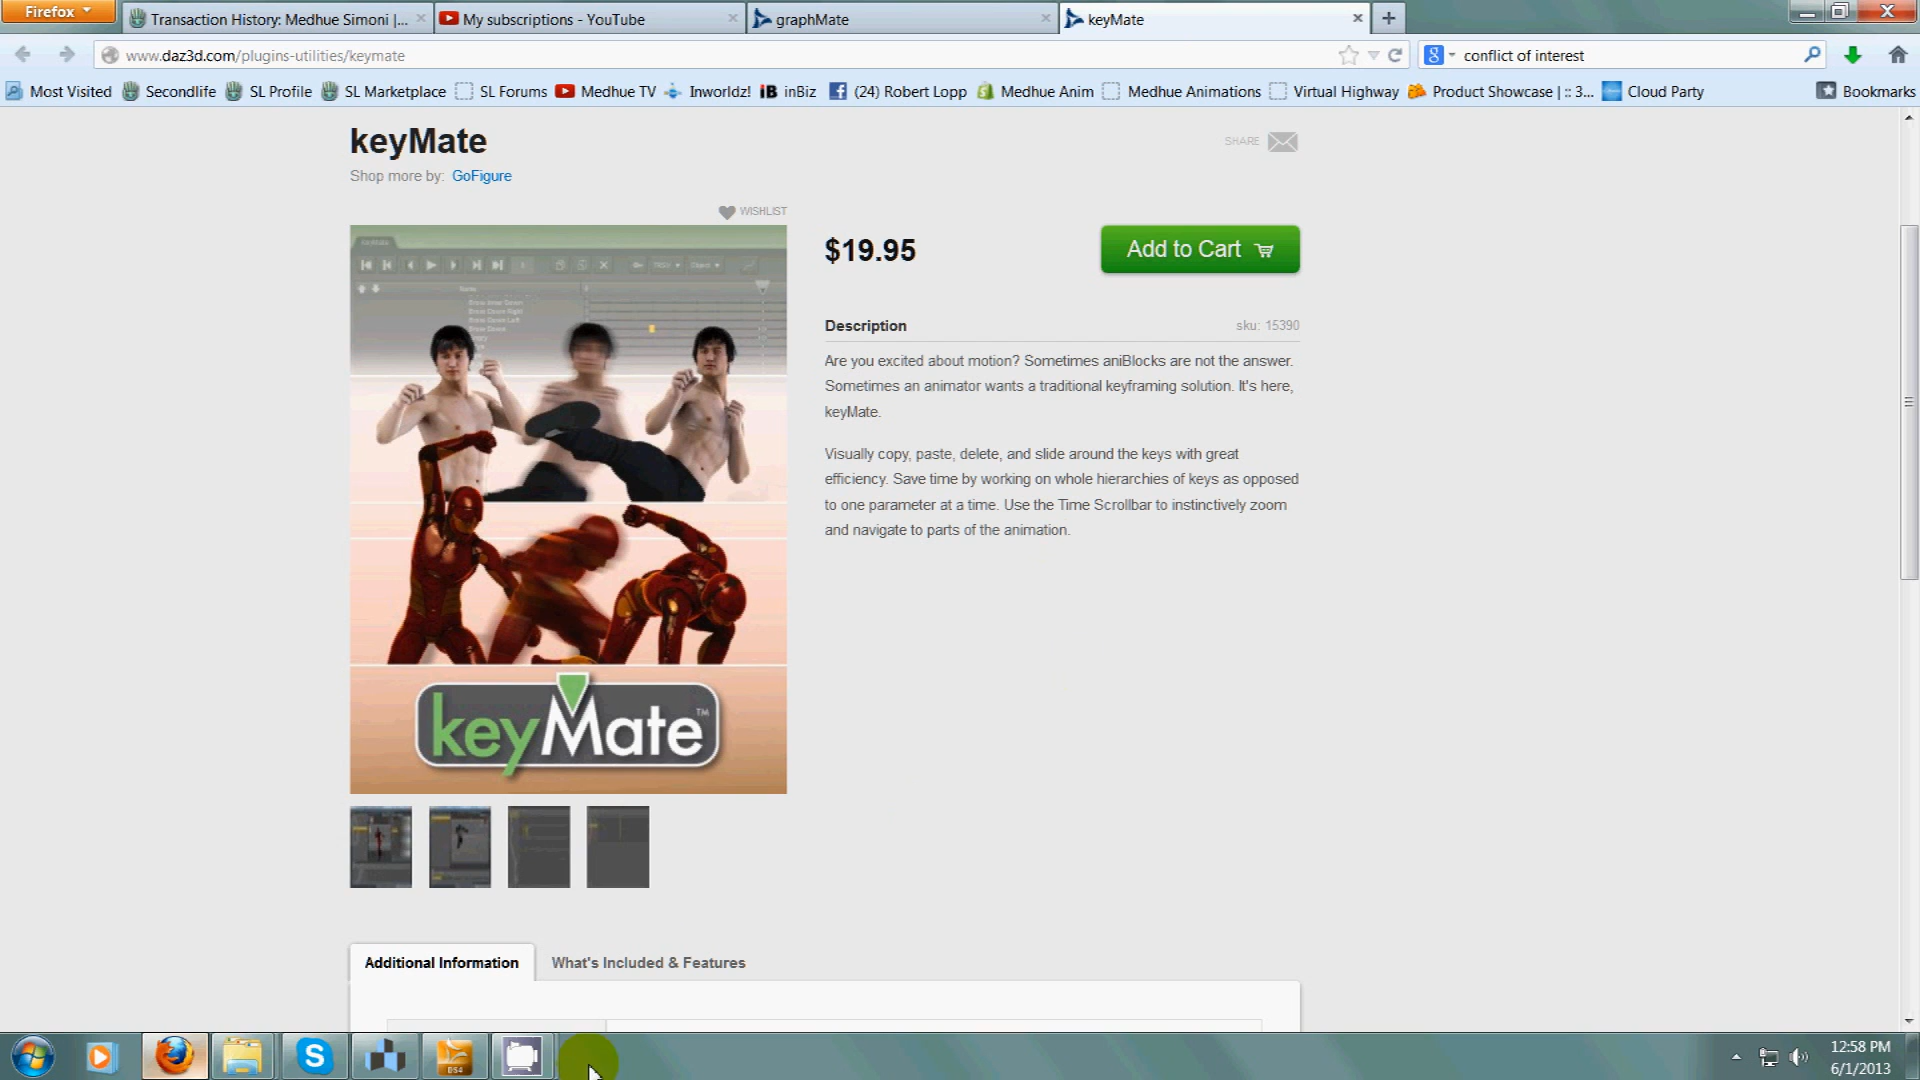 Firefox
Transaction History: Medhue Simoni |...
My subscriptions - YouTube
graphMate
keyMate
www.daz3d.com/plugins-utilities/keymate
conflict of interest
Most Visited
Secondlife
SL Profile
SL Marketplace
SL Forums
Medhue TV
Inworldz!
inBiz
(24) Robert Lopp
Medhue Anim
Medhue Animations
Virtual Highway
Product Showcase | :: 3...
Cloud Party
Bookmarks
keyMate
SHARE
Shop more by: GoFigure
WISHLIST
$19.95
Add to Cart
Description
sku: 15390
Are you excited about motion? Sometimes aniBlocks are not the answer.
Sometimes an animator wants a traditional keyframing solution. It's here,
keyMate.
Visually copy, paste, delete, and slide around the keys with great
efficiency. Save time by working on whole hierarchies of keys as opposed
to one parameter at a time. Use the Time Scrollbar to instinctively zoom
and navigate to parts of the animation.
keyMate™
Additional Information
What's Included & Features
DS4
12:58 PM
6/1/2013